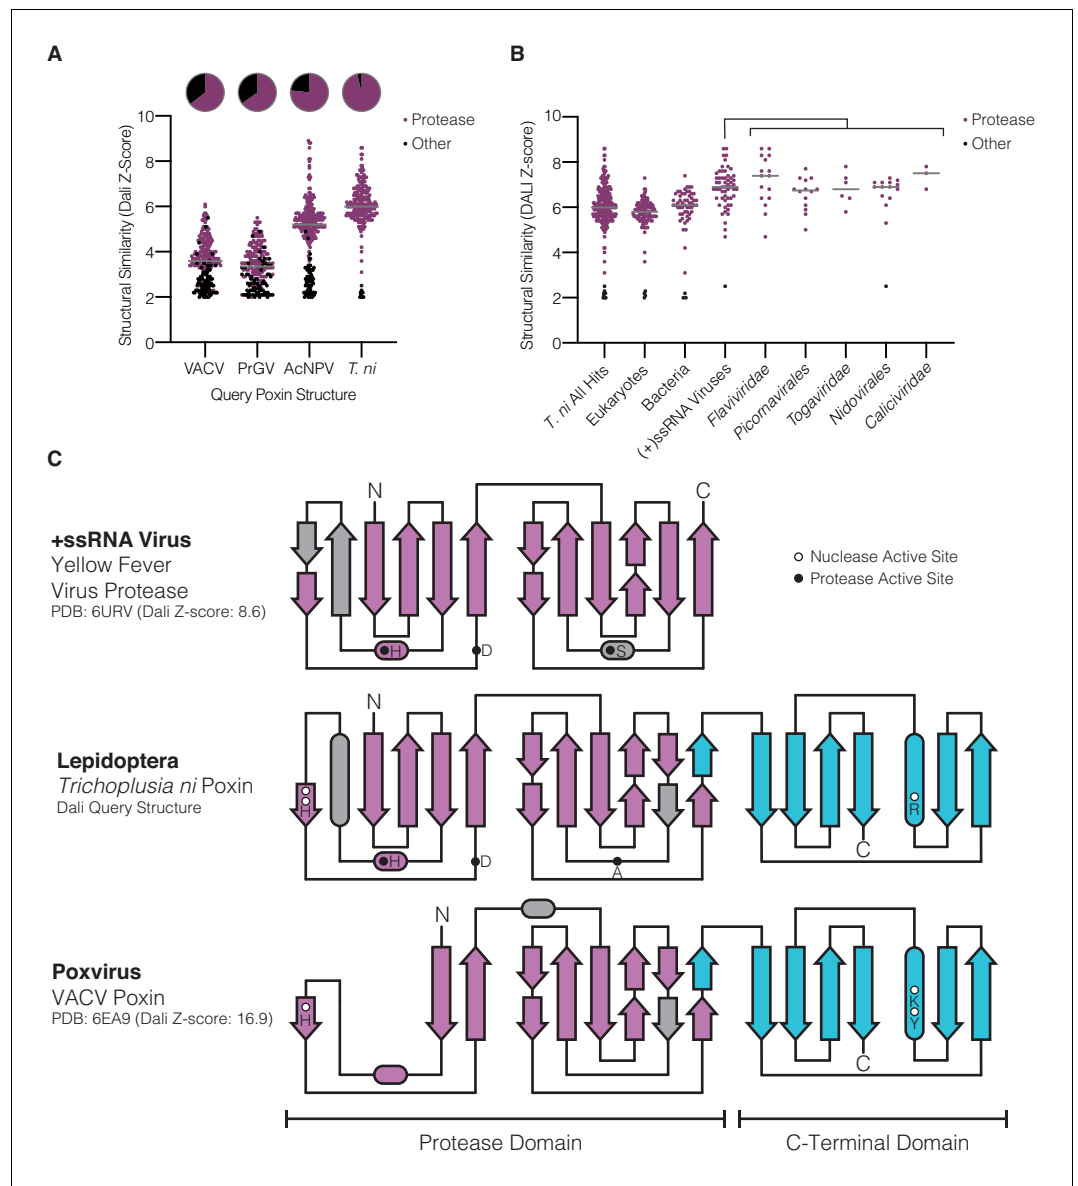 A
10
8
6
4
2
0
Structural Similarity (Dali Z-Score)
VACV PrGV AcNPV T. ni
Query Poxin Structure
Protease
Other
B
10
8
6
4
2
0
Structural Similarity (DALI Z-score)
T. ni All Hits
Eukaryotes
Bacteria
(+)ssRNA Viruses
Flaviviridae
Picornavirales
Togaviridae
Nidovirales
Caliciviridae
Protease
Other
C
+ssRNA Virus
Yellow Fever
Virus Protease
PDB: 6URV (Dali Z-score: 8.6)
N
C
H
D
S
Nuclease Active Site
Protease Active Site
Lepidoptera
Trichoplusia ni Poxin
Dali Query Structure
N
H
H
D
A
R
C
Poxvirus
VACV Poxin
PDB: 6EA9 (Dali Z-score: 16.9)
N
H
K
Y
C
Protease Domain
C-Terminal Domain